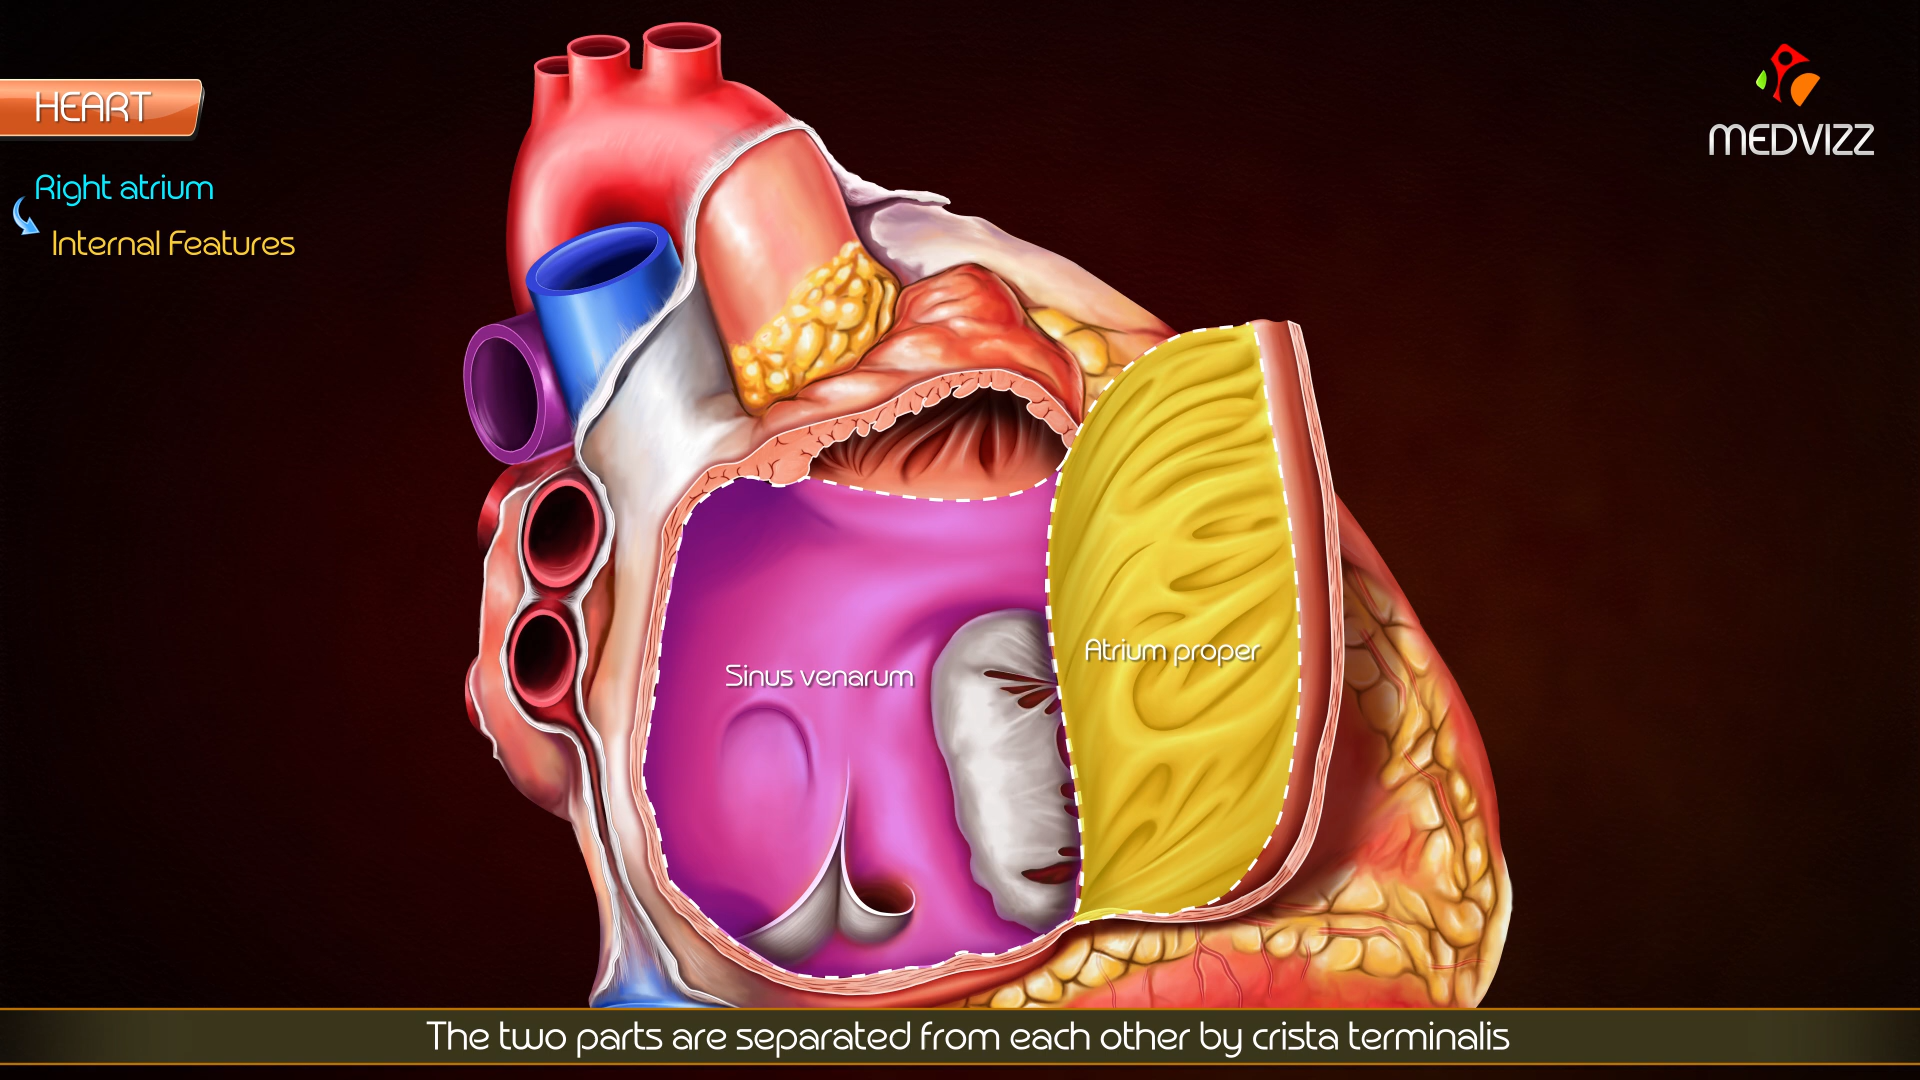 HEART
Right atrium
Internal Features
MEDVIZZ
Sinus venarum
Atrium proper
The two parts are separated from each other by crista terminalis